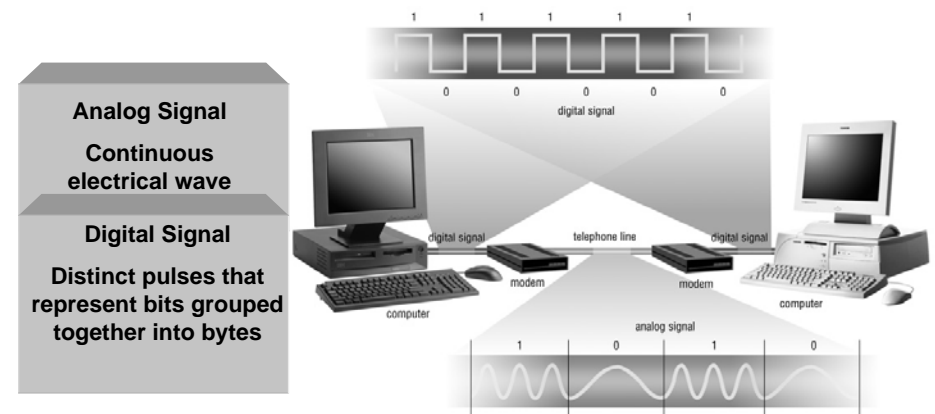 Analog Signal
Continuous
electrical wave
Digital Signal
Distinct pulses that
represent bits grouped
together into bytes
1 1 1 1 1
0 0 0 0 0
digital signal
digital signal
telephone line
digital signal
modem
modem
computer
computer
analog signal
1 0 1 0